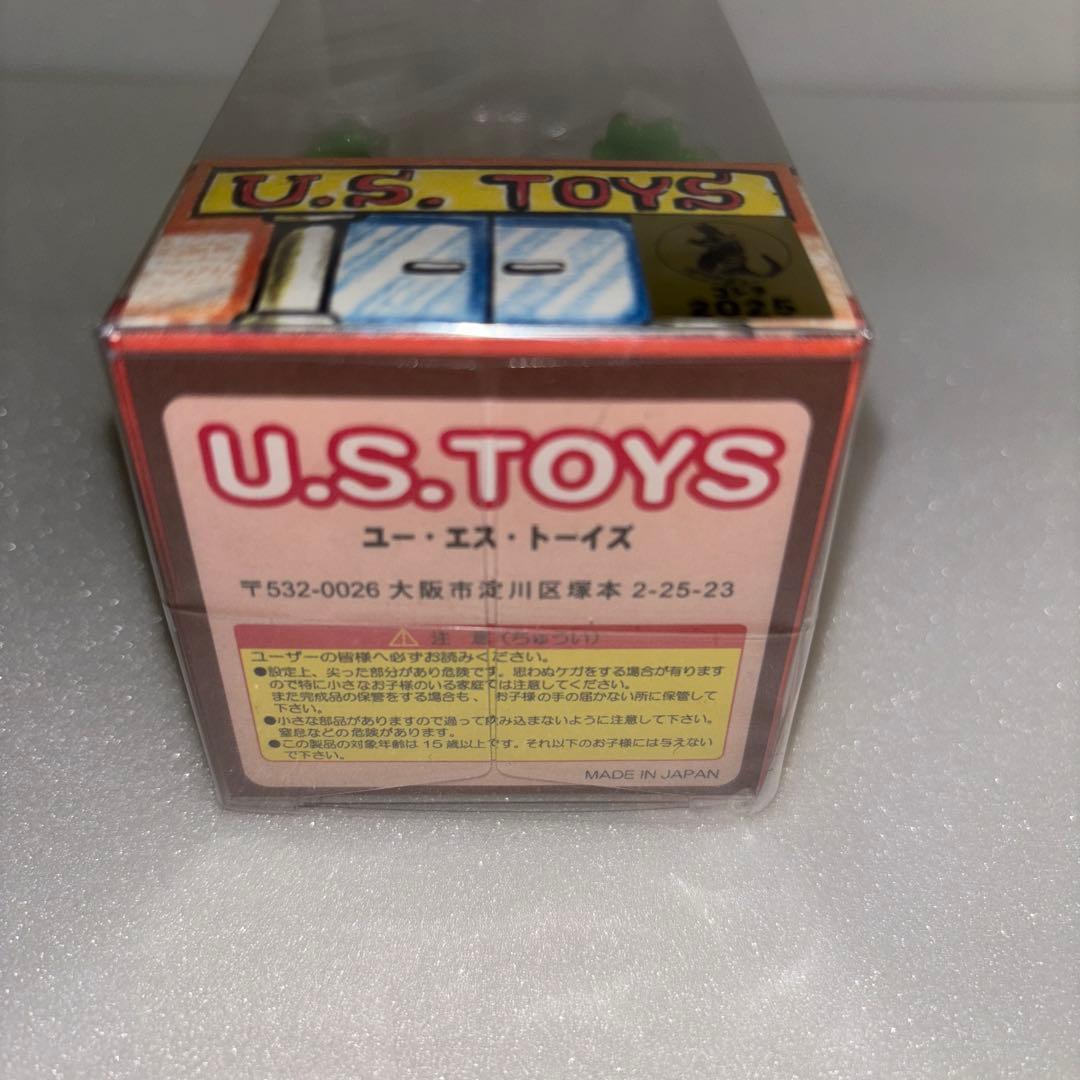 U.S. TOYS
2025
U.S.TOYS
ユー・エス・トーイズ
〒532-0026 大阪市淀川区塚本 2-25-23
注 意(ちゅうい)
ユーザーの皆様へ必ずお読みください。
●設定上、尖った部分があり危険です。思わぬケガをする場合が有ります
ので特に小さなお子様のいる家庭では注意してください。
また完成品の保管をする場合も、お子様の手の届かない所に保管して
下さい。
●小さな部品がありますので過って飲み込まないように注意して下さい。
窒息などの危険があります。
●この製品の対象年齢は15歳以上です。それ以下のお子様には与えない
で下さい。
MADE IN JAPAN